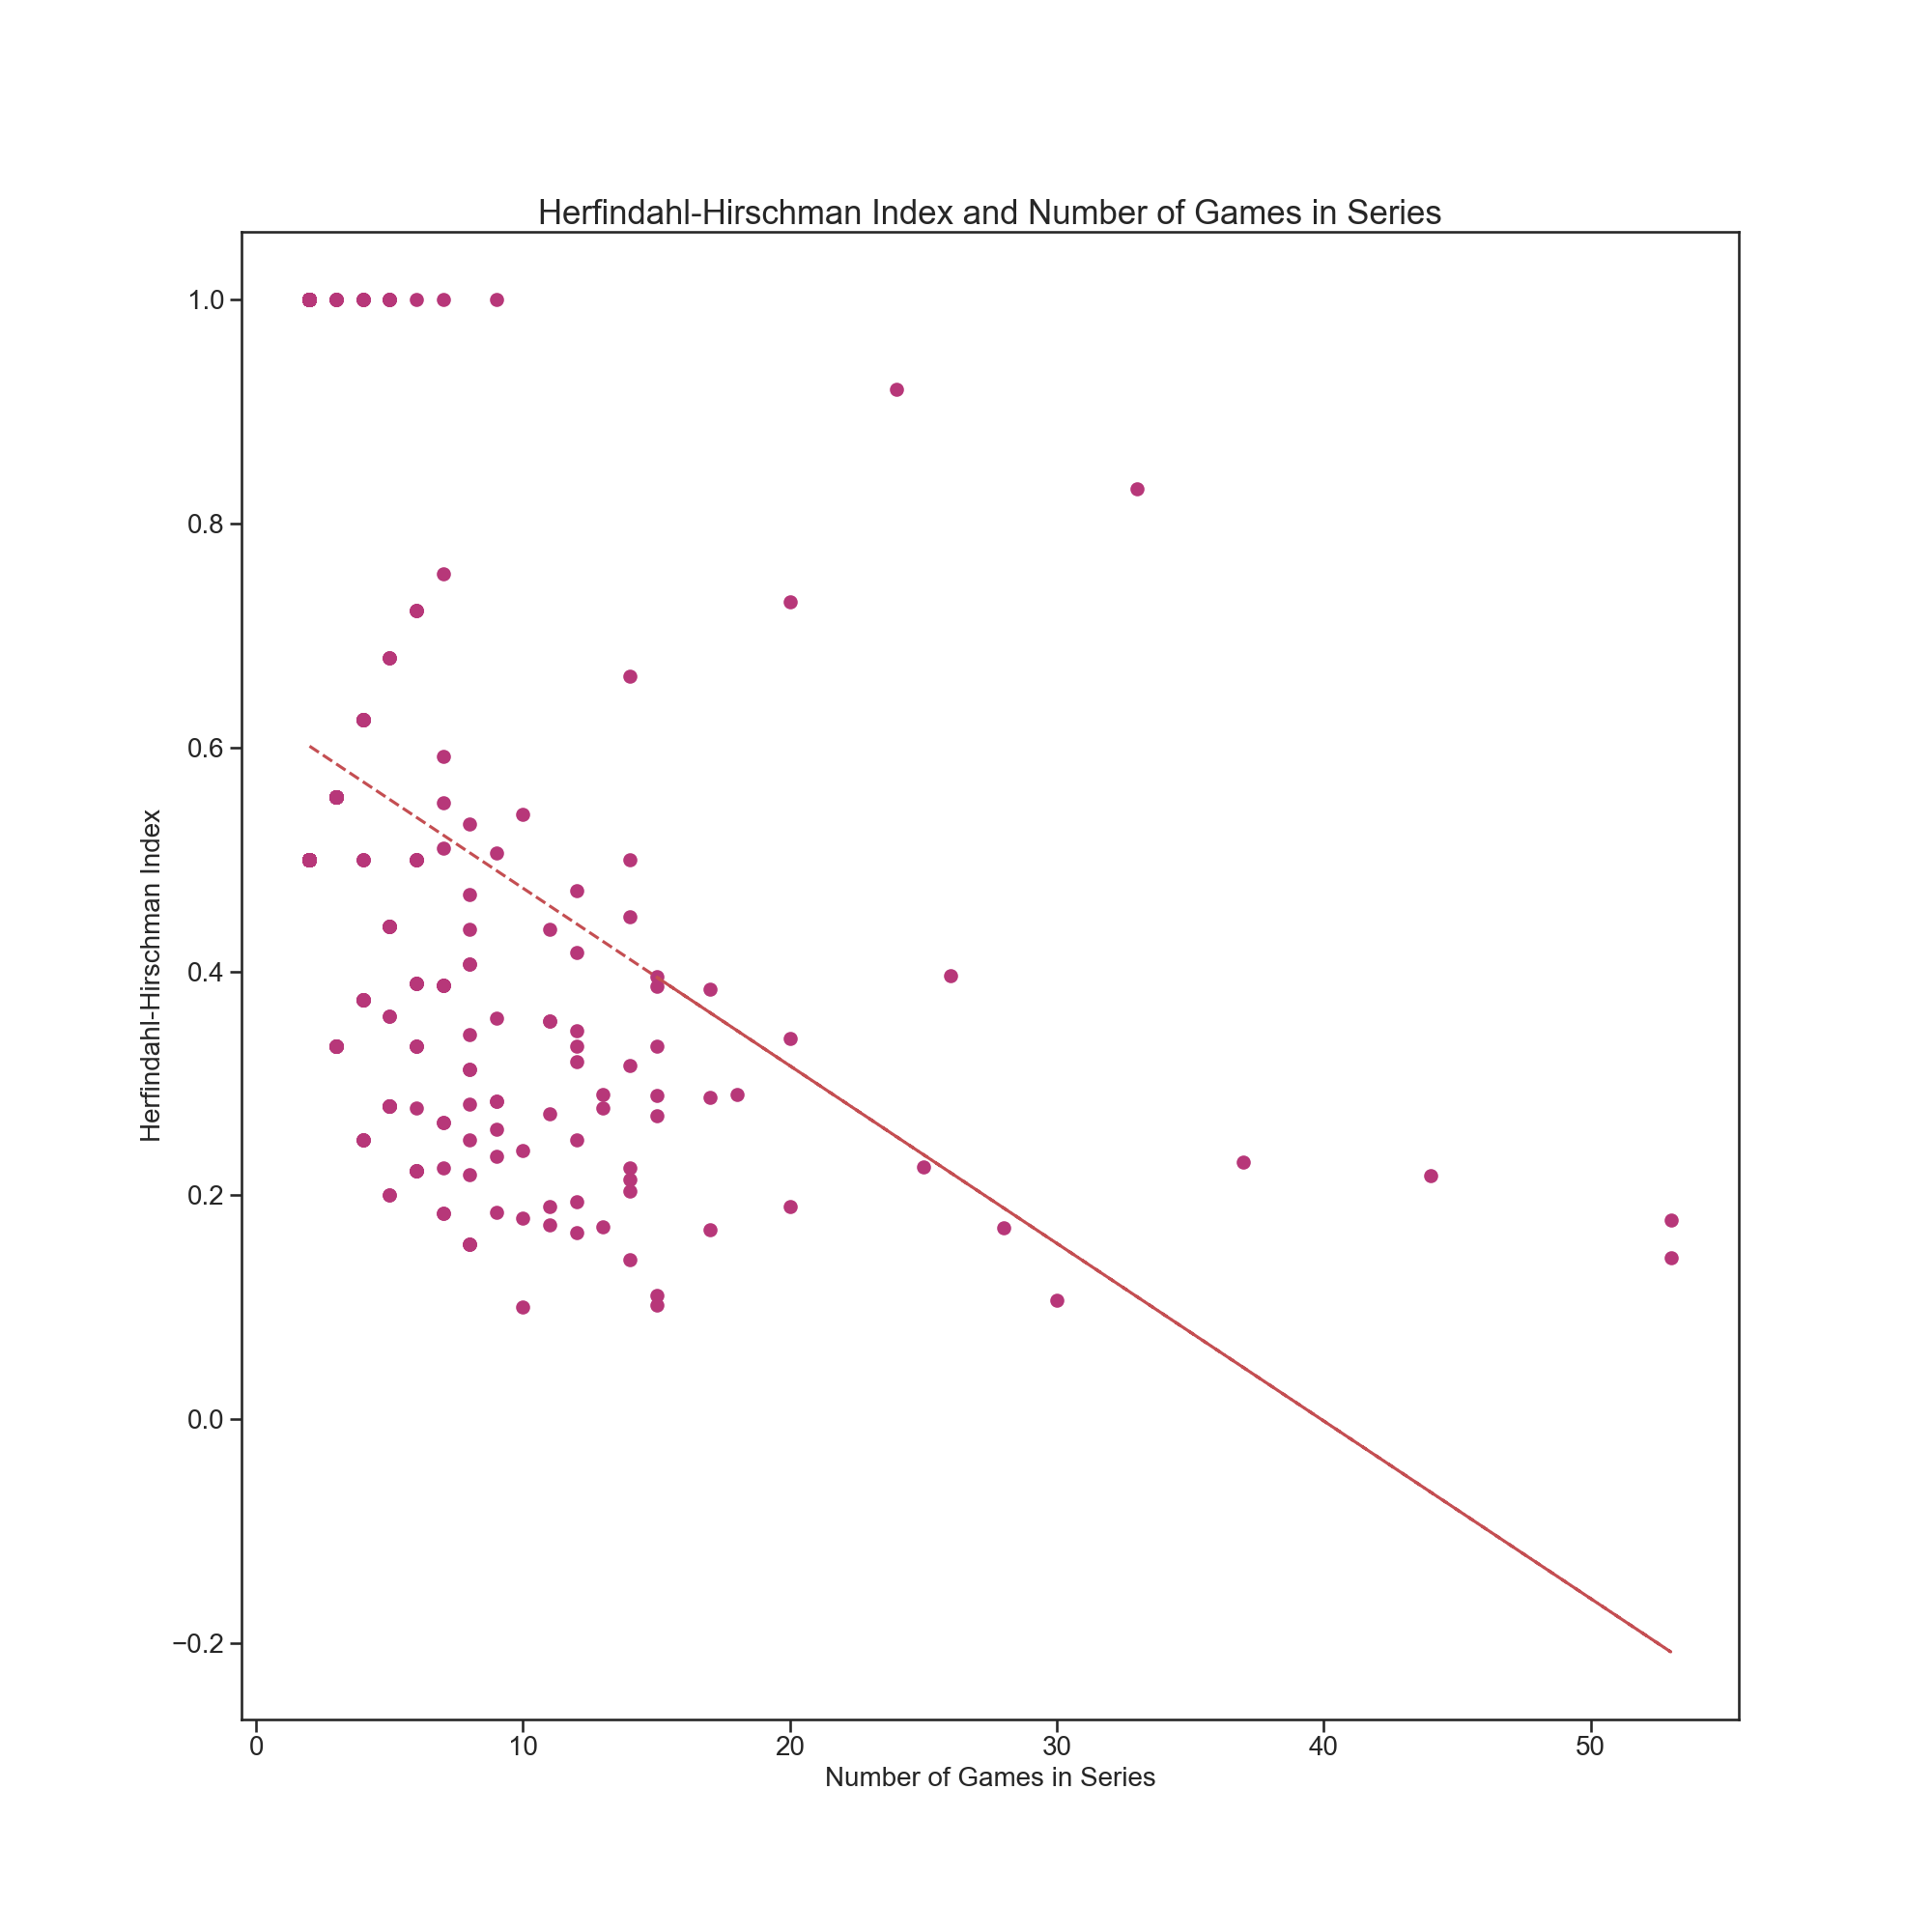 Herfindahl-Hirschman Index and Number of Games in Series
1.0
0.8
0.6
0.4
0.2
0.0
−0.2
Herfindahl-Hirschman Index
0 10 20 30 40 50
Number of Games in Series